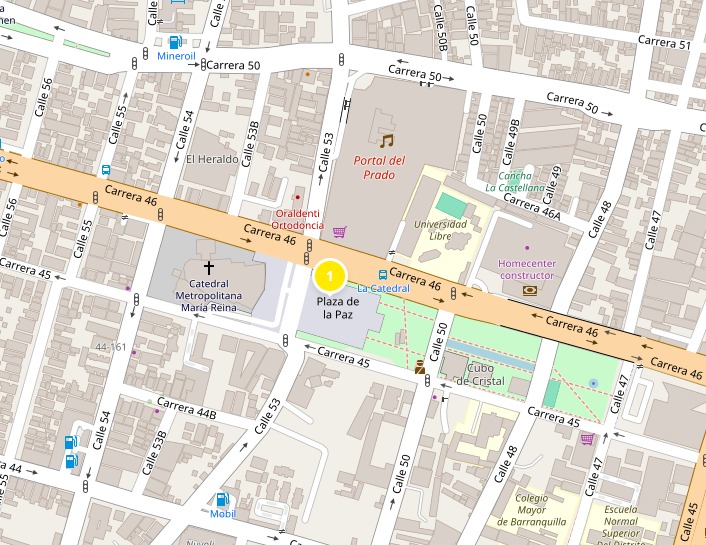 Calle 50B
Calle 50
Carrera 51
Calle 54
Mineroil
Carrera 50
Carrera 50
Carrera 50
Calle 56
Calle 55
Calle 54
Calle 53B
Calle 53
Calle 50
Calle 49B
El Heraldo
Portal del
Prado
Cancha
La Castellana
Calle 49
Calle 48
Calle 47
Carrera 46
Calle 56
Calle 55
Oraldenti
Ortodoncia
Carrera 46
Universidad
Libre
Carrera 46A
Homecenter
constructor
Carrera 45
Catedral
Metropolitana
María Reina
1
Plaza de
la Paz
La Catedral
Carrera 46
Carrera 46
Carrera 46
44-161
Carrera 45
Calle 50
Cubo
de Cristal
Calle 47
Carrera 45
Carrera 44B
Calle 54
Calle 53B
Calle 53
Calle 50
Calle 48
Calle 47
Mobil
Colegio
Mayor
de Barranquilla
Escuela
Normal
Superior
Del Distrito
Calle 45